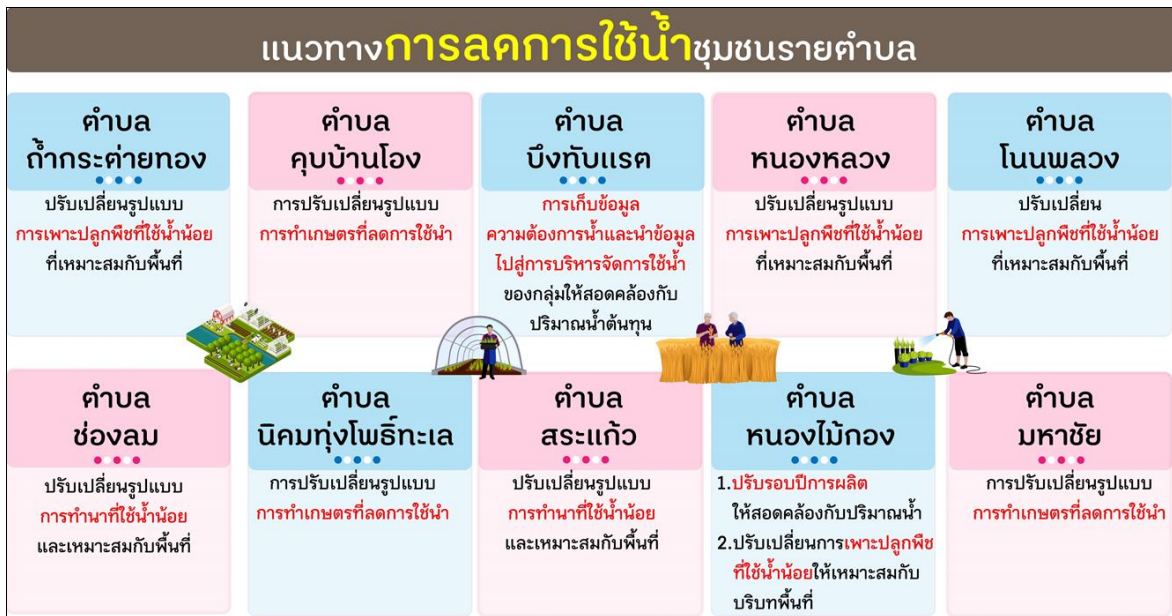 แนวทางการลดการใช้น้ำชุมชนรายตำบล
ตำบล
ถ้ำกระต่ายทอง
ปรับเปลี่ยนรูปแบบ
การเพาะปลูกพืชที่ใช้น้ำน้อย
ที่เหมาะสมกับพื้นที่
ตำบล
คุยบ้านโอง
การปรับเปลี่ยนรูปแบบ
การทำเกษตรที่ลดการใช้นำ
ตำบล
บึงทับแรต
การเก็บข้อมูล
ความต้องการน้ำและนำข้อมูล
ไปสู่การบริหารจัดการใช้น้ำ
ของกลุ่มให้สอดคล้องกับ
ปริมาณน้ำต้นทุน
ตำบล
หนองหลวง
ปรับเปลี่ยนรูปแบบ
การเพาะปลูกพืชที่ใช้น้ำน้อย
ที่เหมาะสมกับพื้นที่
ตำบล
โนนพลวง
ปรับเปลี่ยน
การเพาะปลูกพืชที่ใช้น้ำน้อย
ที่เหมาะสมกับพื้นที่
ตำบล
ช่องลม
ปรับเปลี่ยนรูปแบบ
การทำนาที่ใช้น้ำน้อย
และเหมาะสมกับพื้นที่
ตำบล
นิคมทุ่งโพธิ์ทะเล
การปรับเปลี่ยนรูปแบบ
การทำเกษตรที่ลดการใช้นำ
ตำบล
สระแก้ว
ปรับเปลี่ยนรูปแบบ
การทำนาที่ใช้น้ำน้อย
และเหมาะสมกับพื้นที่
ตำบล
หนองไม้กอง
1.ปรับรอบปีการผลิต
ให้สอดคล้องกับปริมาณน้ำ
2.ปรับเปลี่ยนการเพาะปลูกพืช
ที่ใช้น้ำน้อยให้เหมาะสมกับ
บริบทพื้นที่
ตำบล
มหาชัย
การปรับเปลี่ยนรูปแบบ
การทำเกษตรที่ลดการใช้นำ